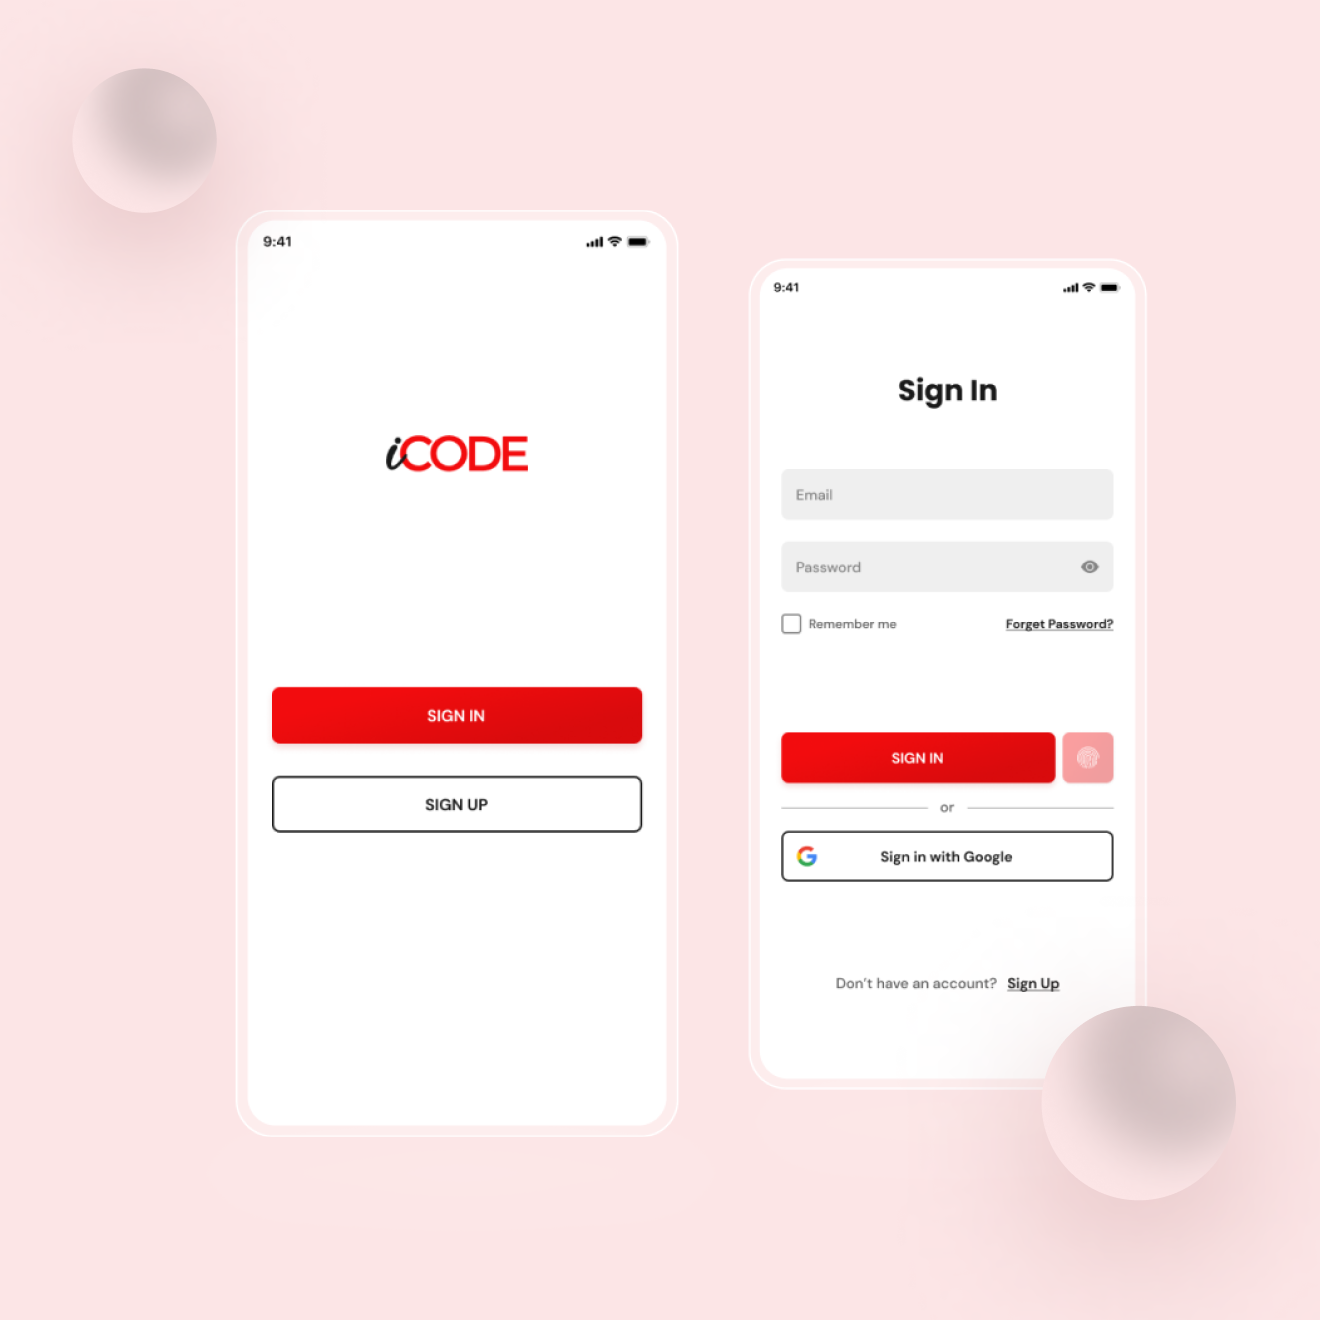 9:41
iCODE
SIGN IN
SIGN UP
9:41
Sign In
Email
Password
Remember me
Forget Password?
SIGN IN
or
Sign in with Google
Don't have an account? Sign Up